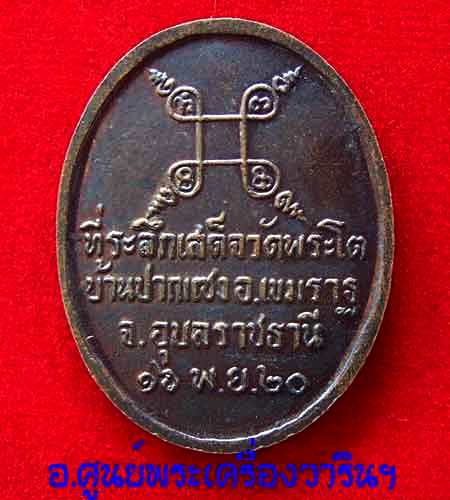 ที่ระลึกเสด็จวัดพระโต
บ้านปากแซง อ.เขมราฐ
จ.อุบลราชธานี
๑๖ พ.ย.๒๐
อ.ศูนย์พระเครื่องวารินฯ